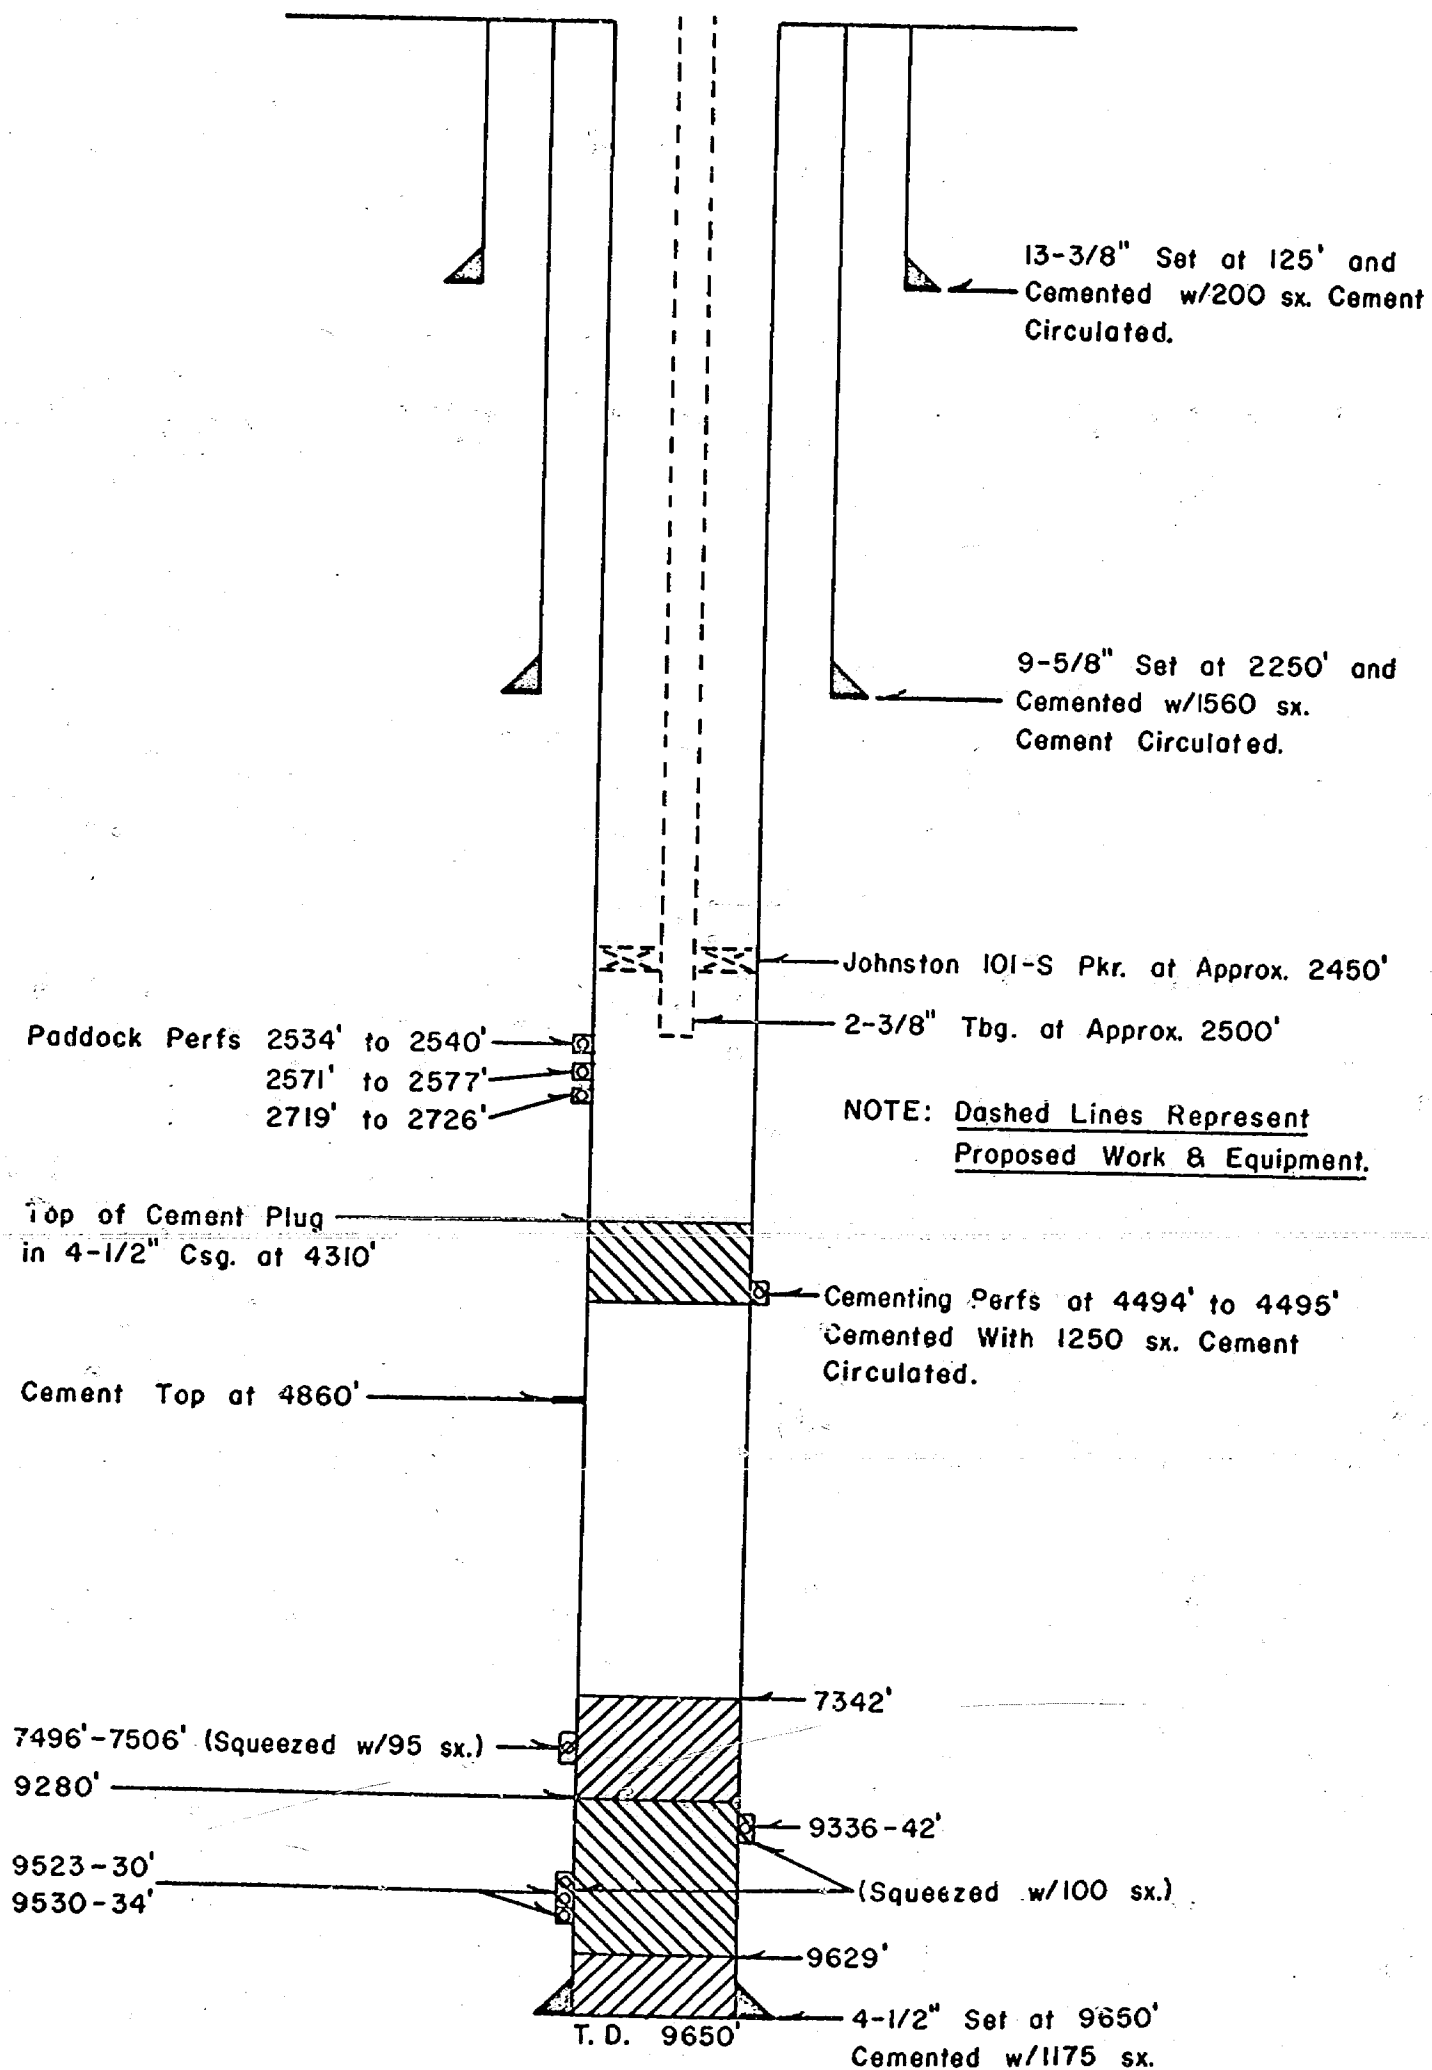 13-3/8" Set at 125' and
Cemented w/200 sx. Cement
Circulated.
9-5/8" Set at 2250' and
Cemented w/1560 sx.
Cement Circulated.
Johnston 101-S Pkr. at Approx. 2450'
2-3/8" Tbg. at Approx. 2500'
Paddock Perfs 2534' to 2540'
2571' to 2577'
2719' to 2726'
NOTE: Dashed Lines Represent
Proposed Work & Equipment.
Top of Cement Plug
in 4-1/2" Csg. at 4310'
Cementing Perfs at 4494' to 4495'
Cemented With 1250 sx. Cement
Circulated.
Cement Top at 4860'
7342'
7496'-7506' (Squeezed w/95 sx.)
9280'
9336-42'
9523-30'
9530-34'
(Squeezed w/100 sx.)
9629'
4-1/2" Set at 9650'
Cemented w/1175 sx.
T.D. 9650'